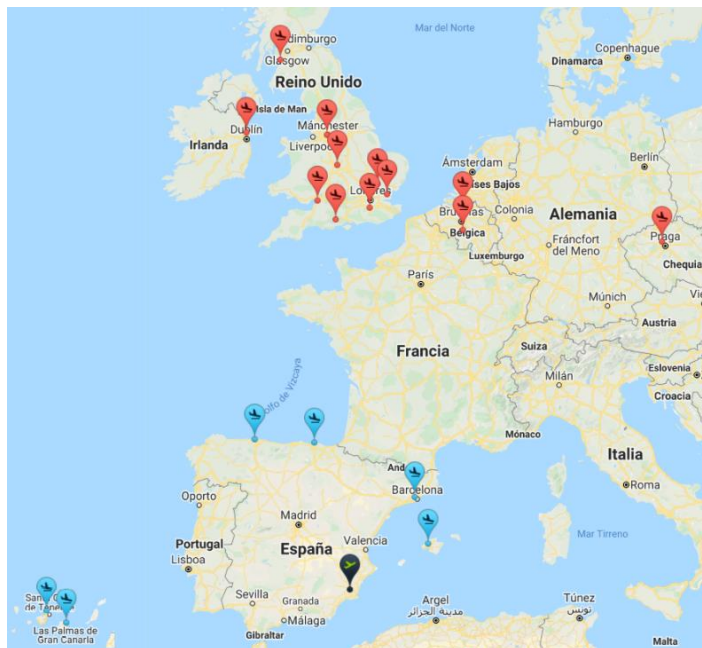 Mar del Norte
Edimburgo
Glasgow
Copenhague
Dinamarca
Reino Unido
Isla de Man
Mánchester
Dublín
Liverpool
Irlanda
Hamburgo
Ámsterdam
Berlín
Países Bajos
Londres
Bruselas
Colonia
Alemania
Bélgica
Praga
Fráncfort
del Meno
Luxemburgo
Chequia
París
Múnich
Austria
Suiza
Francia
Eslovenia
Milán
Croacia
Golfo de Vizcaya
Mónaco
Italia
Roma
Oporto
Barcelona
Madrid
Mar Tirreno
Portugal
España
Valencia
Lisboa
Sevilla
Granada
Málaga
Gibraltar
Argel
مدينة الجزائر
Túnez
تونس
Las Palmas de
Gran Canaria
Malta